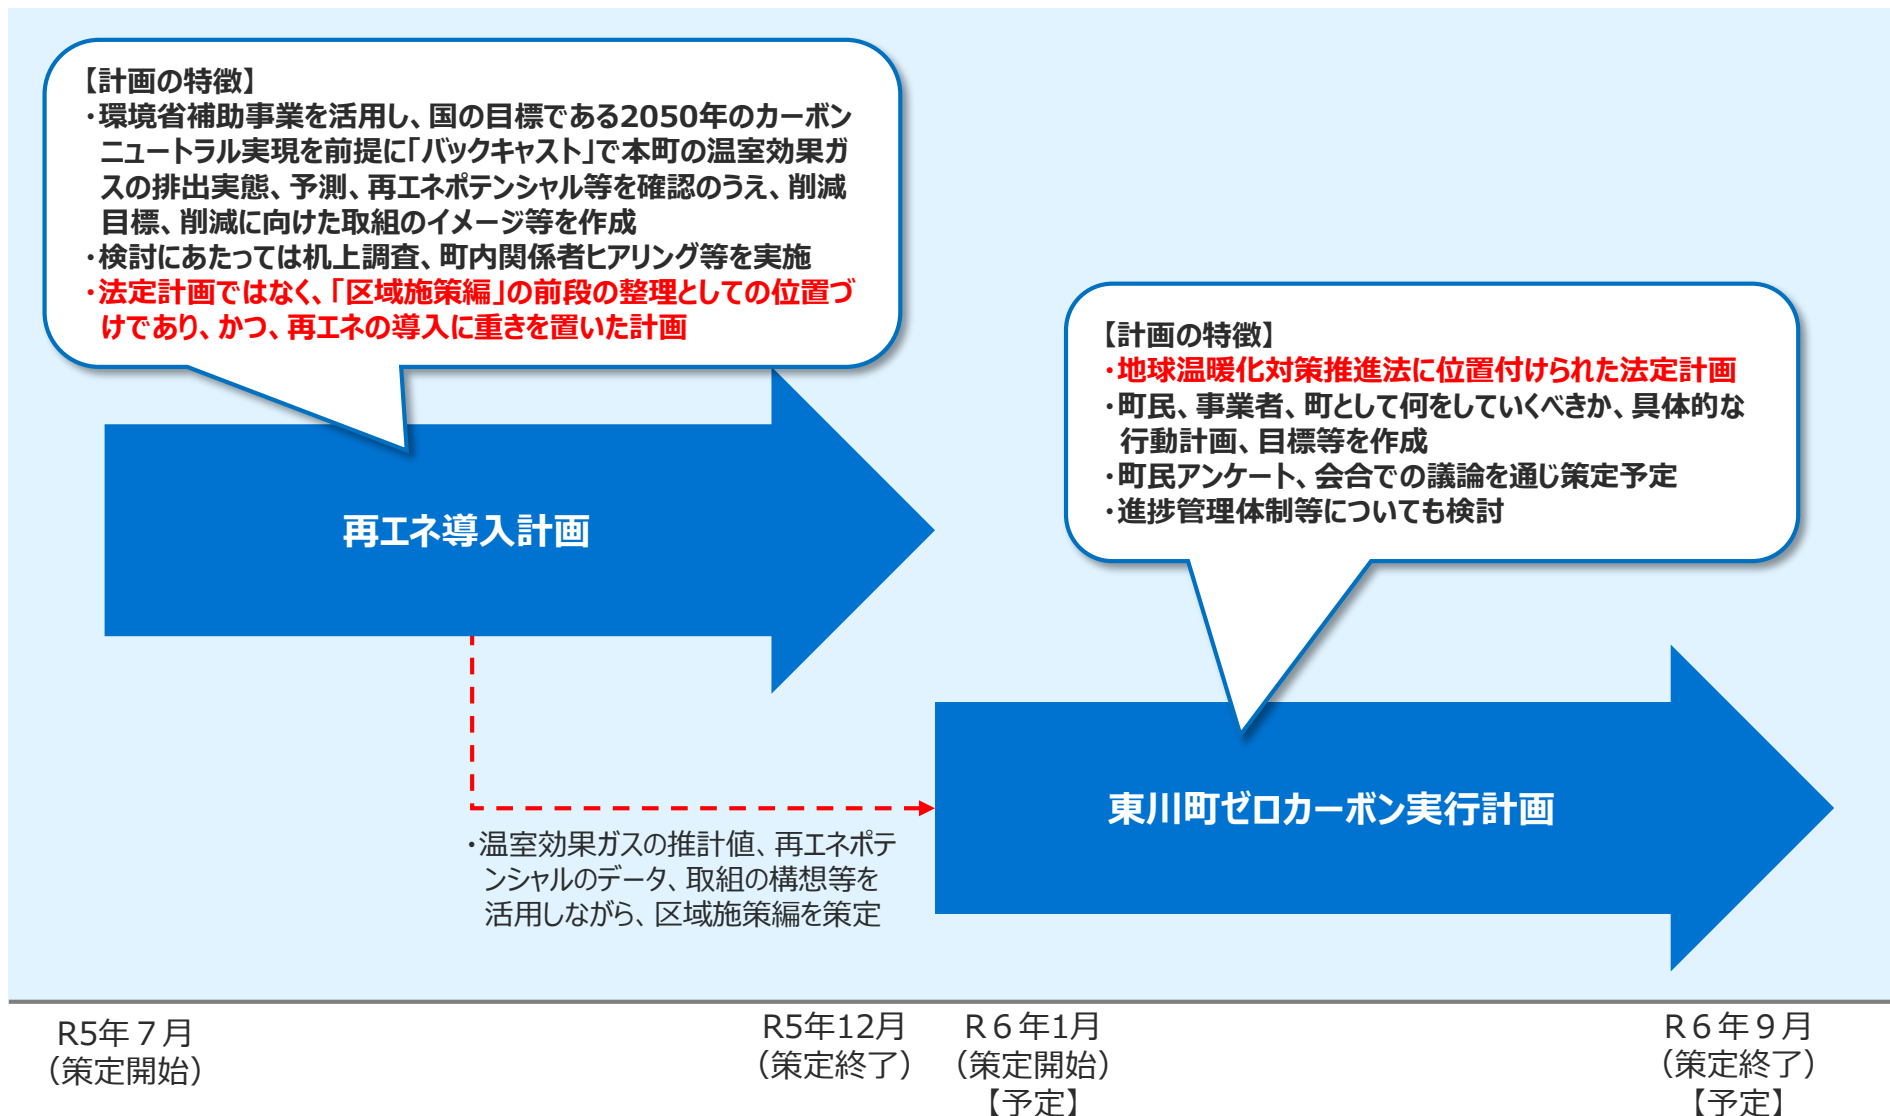 【計画の特徴】
・環境省補助事業を活用し、国の目標である2050年のカーボン
ニュートラル実現を前提に「バックキャスト」で本町の温室効果ガ
スの排出実態、予測、再エネポテンシャル等を確認のうえ、削減
目標、削減に向けた取組のイメージ等を作成
・検討にあたっては机上調査、町内関係者ヒアリング等を実施
・法定計画ではなく、「区域施策編」の前段の整理としての位置づ
けであり、かつ、再エネの導入に重きを置いた計画
再エネ導入計画
【計画の特徴】
・地球温暖化対策推進法に位置付けられた法定計画
・町民、事業者、町として何をしていくべきか、具体的な
行動計画、目標等を作成
・町民アンケート、会合での議論を通じ策定予定
・進捗管理体制等についても検討
東川町ゼロカーボン実行計画
・温室効果ガスの推計値、再エネポテ
ンシャルのデータ、取組の構想等を
活用しながら、区域施策編を策定
R5年７月
（策定開始）
R5年12月
（策定終了）
R６年1月
（策定開始）
【予定】
R６年９月
（策定終了）
【予定】